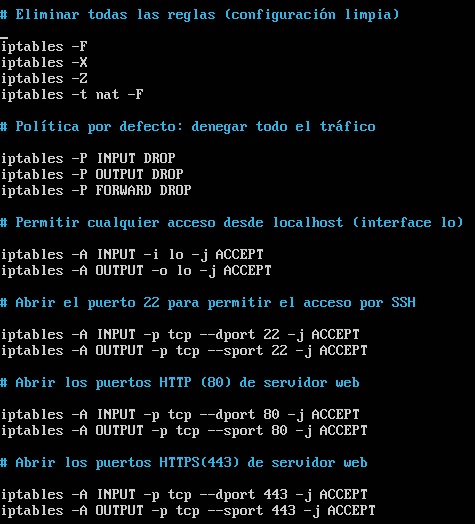 # Eliminar todas las reglas (configuración limpia)
iptables -F
iptables -X
iptables -Z
iptables -t nat -F
# Política por defecto: denegar todo el tráfico
iptables -P INPUT DROP
iptables -P OUTPUT DROP
iptables -P FORWARD DROP
# Permitir cualquier acceso desde localhost (interface lo)
iptables -A INPUT -i lo -j ACCEPT
iptables -A OUTPUT -o lo -j ACCEPT
# Abrir el puerto 22 para permitir el acceso por SSH
iptables -A INPUT -p tcp --dport 22 -j ACCEPT
iptables -A OUTPUT -p tcp --sport 22 -j ACCEPT
# Abrir los puertos HTTP (80) de servidor web
iptables -A INPUT -p tcp --dport 80 -j ACCEPT
iptables -A OUTPUT -p tcp --sport 80 -j ACCEPT
# Abrir los puertos HTTPS(443) de servidor web
iptables -A INPUT -p tcp --dport 443 -j ACCEPT
iptables -A OUTPUT -p tcp --sport 443 -j ACCEPT